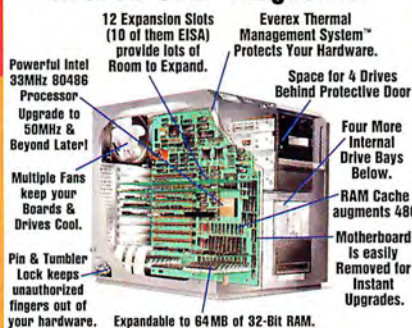 12 Expansion Slots
(10 of them EISA)
provide lots of
Room to Expand.
Everex Thermal
Management System™
Protects Your Hardware.
Powerful Intel
33MHz 80486
Processor
Upgrade to
50MHz &
Beyond Later!
Space for 4 Drives
Behind Protective Door
Multiple Fans
keep your
Boards &
Drives Cool.
Four More
Internal
Drive Bays
Below.
RAM Cache
augments 48
Motherboard
Is easily
Removed for
Instant
Upgrades.
Pin & Tumbler
Lock keeps
unauthorized
fingers out of
your hardware.
Expandable to 64MB of 32-Bit RAM.